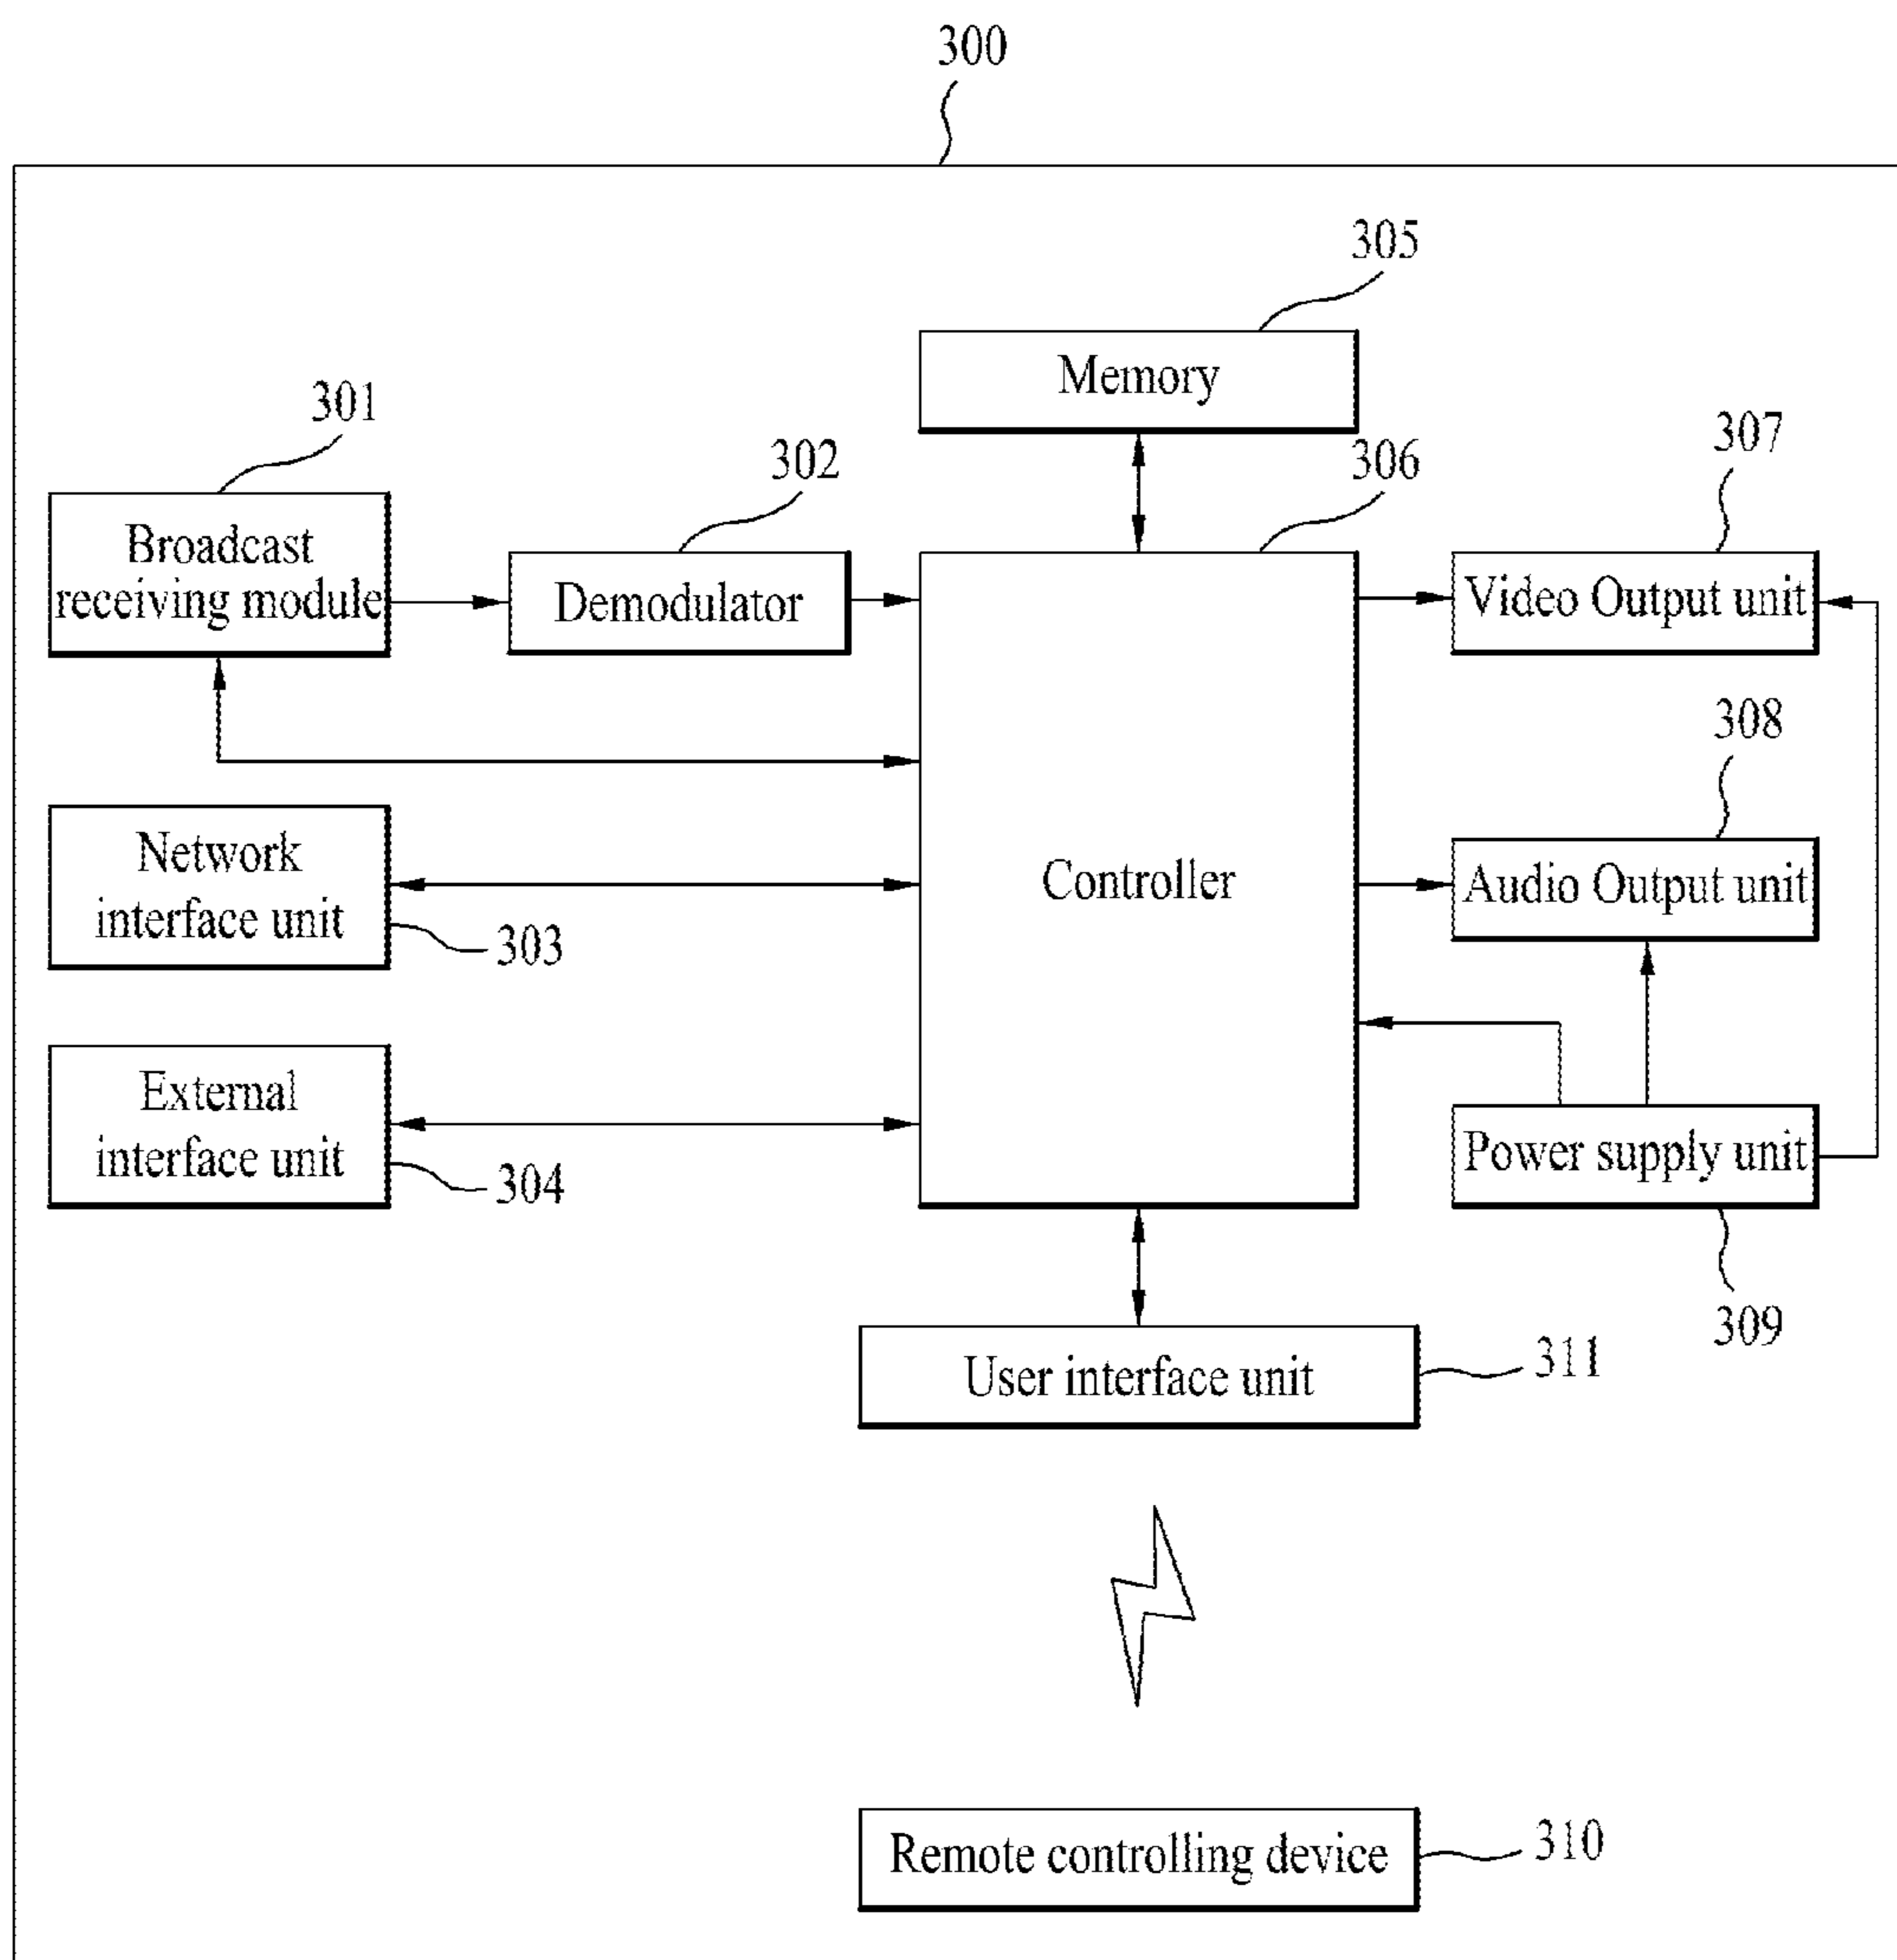 300
305
Memory
301
302
306
307
Broadcast
receiving module
Demodulator
Video Output unit
308
Network
interface unit
303
Controller
Audio Output unit
External
interface unit
304
Power supply unit
309
User interface unit
311
Remote controlling device
310